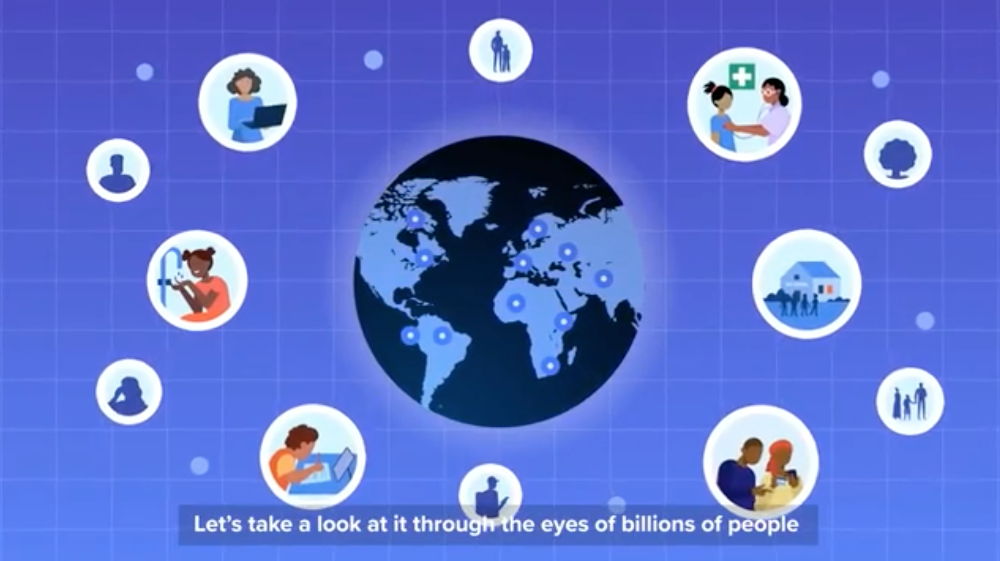 Let's take a look at it through the eyes of billions of people